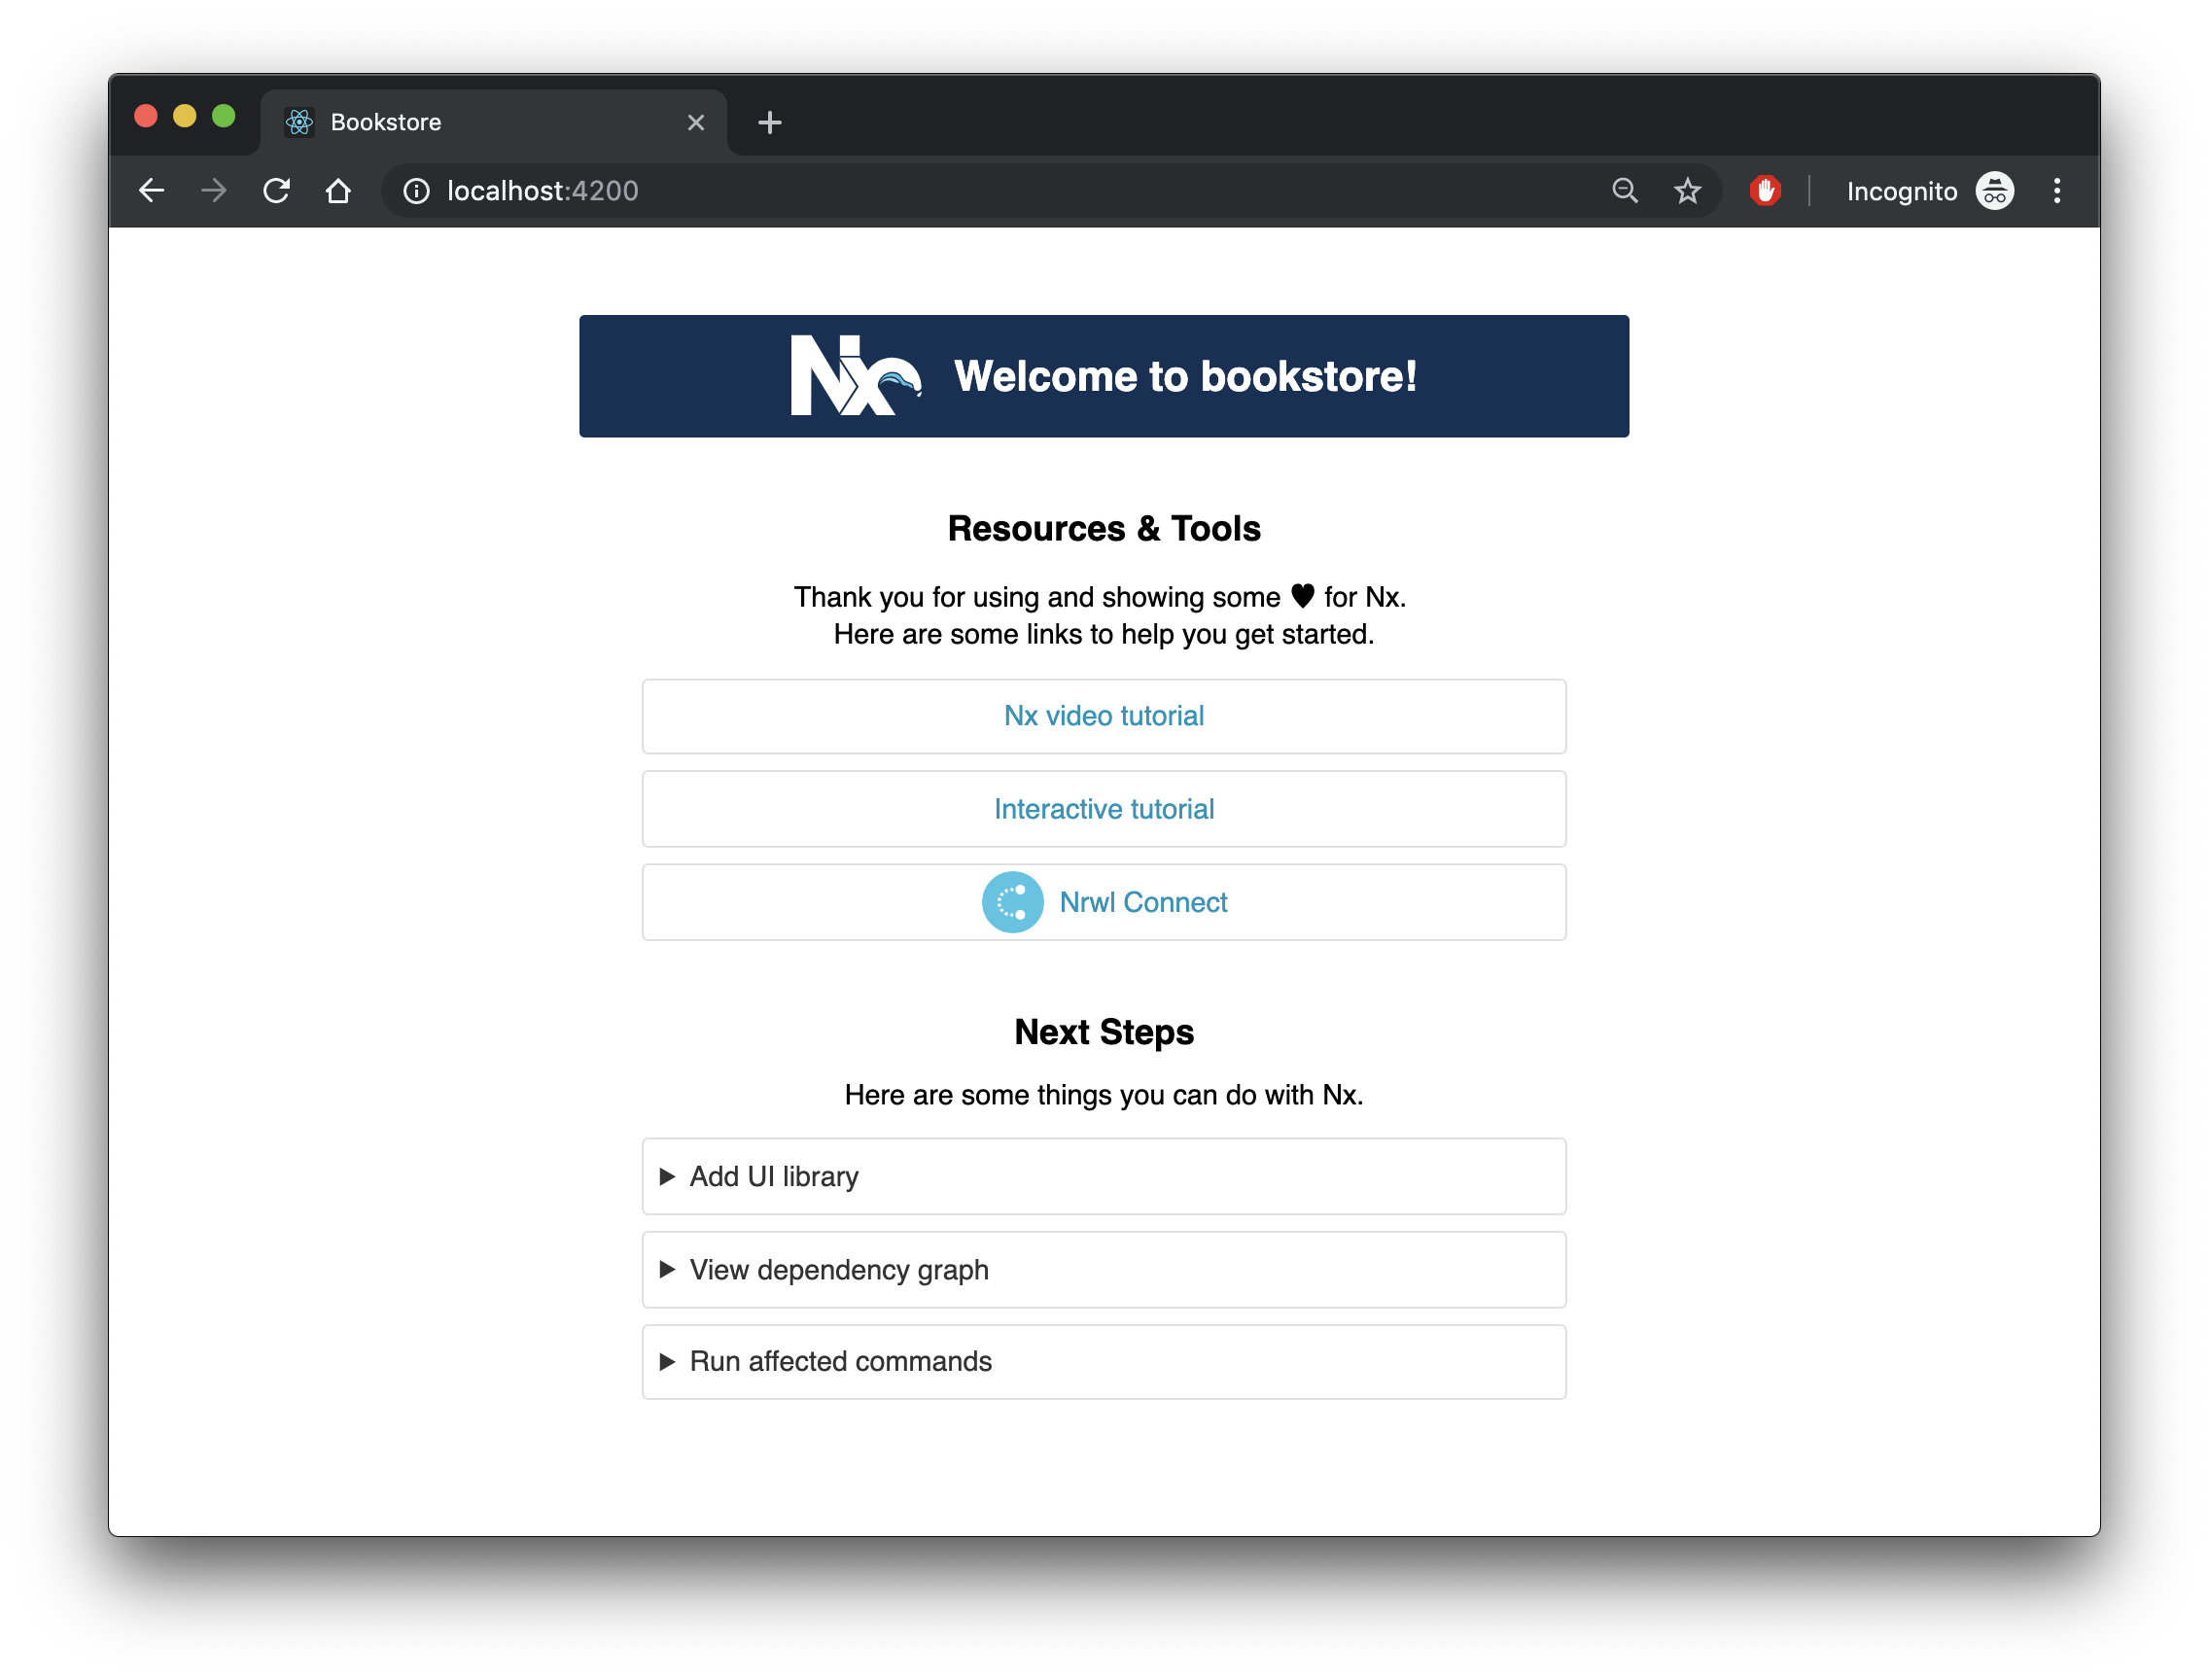 Bookstore
localhost:4200
Incognito
Nx Welcome to bookstore!
Resources & Tools
Thank you for using and showing some ♥ for Nx.
Here are some links to help you get started.
Nx video tutorial
Interactive tutorial
Nrwl Connect
Next Steps
Here are some things you can do with Nx.
Add UI library
View dependency graph
Run affected commands